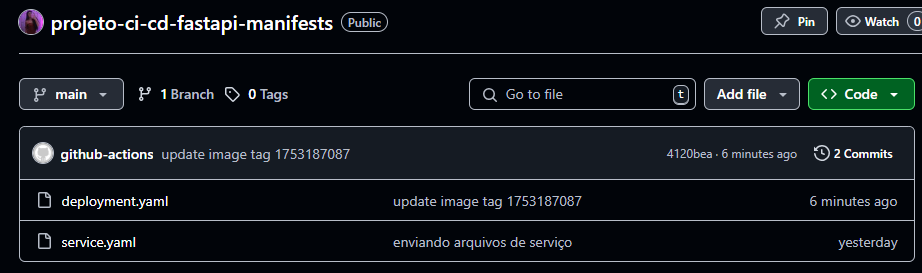 projeto-ci-cd-fastapi-manifests Public Pin Watch 0
main 1 Branch 0 Tags Go to file t Add file Code
github-actions update image tag 1753187087 4120bea · 6 minutes ago 2 Commits
deployment.yaml update image tag 1753187087 6 minutes ago
service.yaml enviando arquivos de serviço yesterday